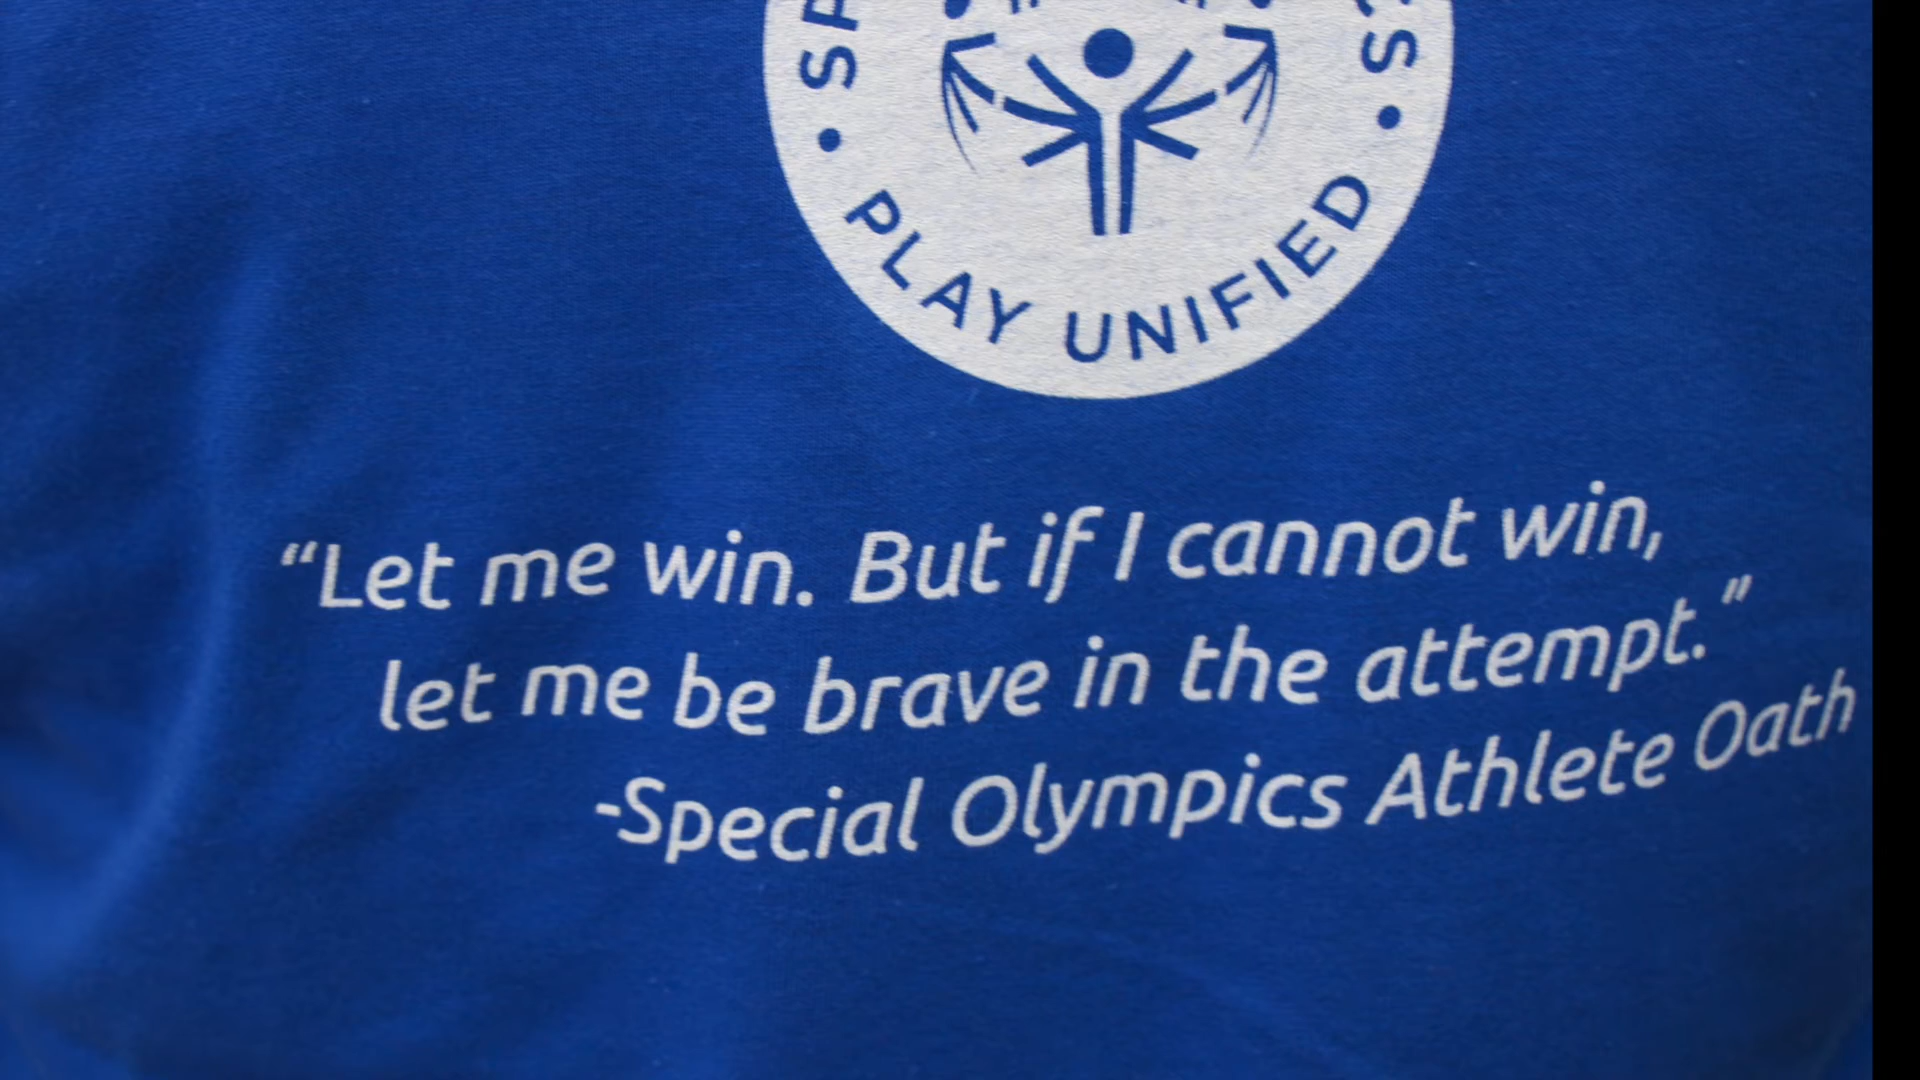 PLAY UNIFIED
“Let me win. But if I cannot win,
let me be brave in the attempt.”
-Special Olympics Athlete Oath